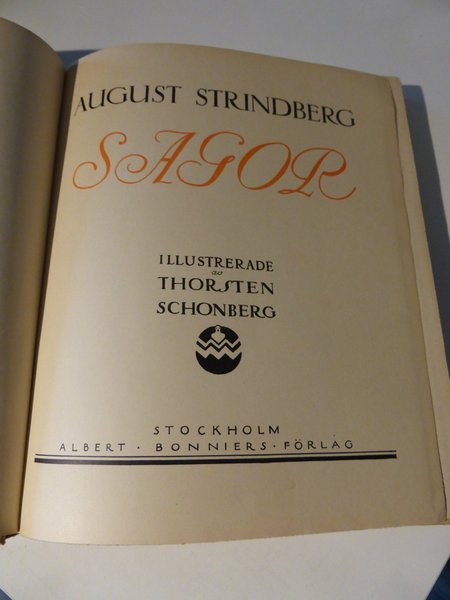 AUGUST STRINDBERG
SAGOR
ILLUSTRERADE
av
THORSTEN
SCHONBERG
STOCKHOLM
ALBERT · BONNIERS · FÖRLAG